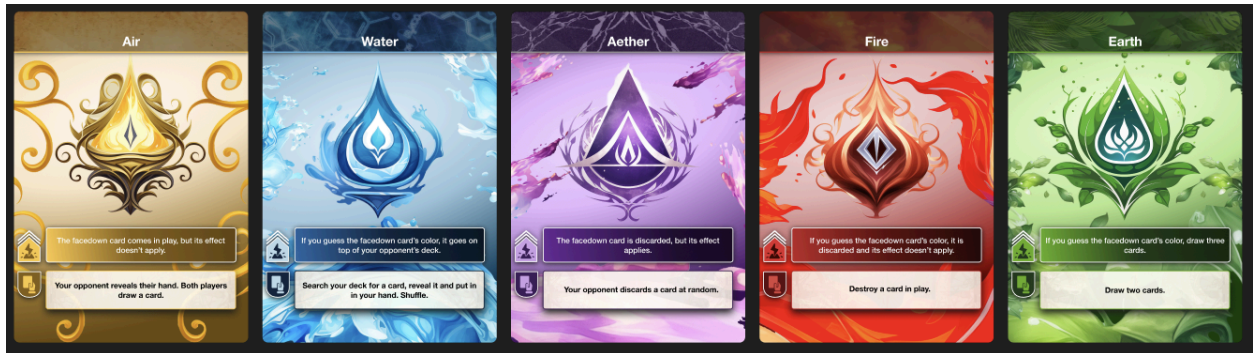 Air
The facedown card comes in play, but its effect
doesn't apply.
Your opponent reveals their hand. Both players
draw a card.
Water
If you guess the facedown card's color, it goes on
top of your opponent's deck.
Search your deck for a card, reveal it and put in
in your hand. Shuffle.
Aether
The facedown card is discarded, but its effect
applies.
Your opponent discards a card at random.
Fire
If you guess the facedown card's color, it is
discarded and its effect doesn't apply.
Destroy a card in play.
Earth
If you guess the facedown card's color, draw three
cards.
Draw two cards.